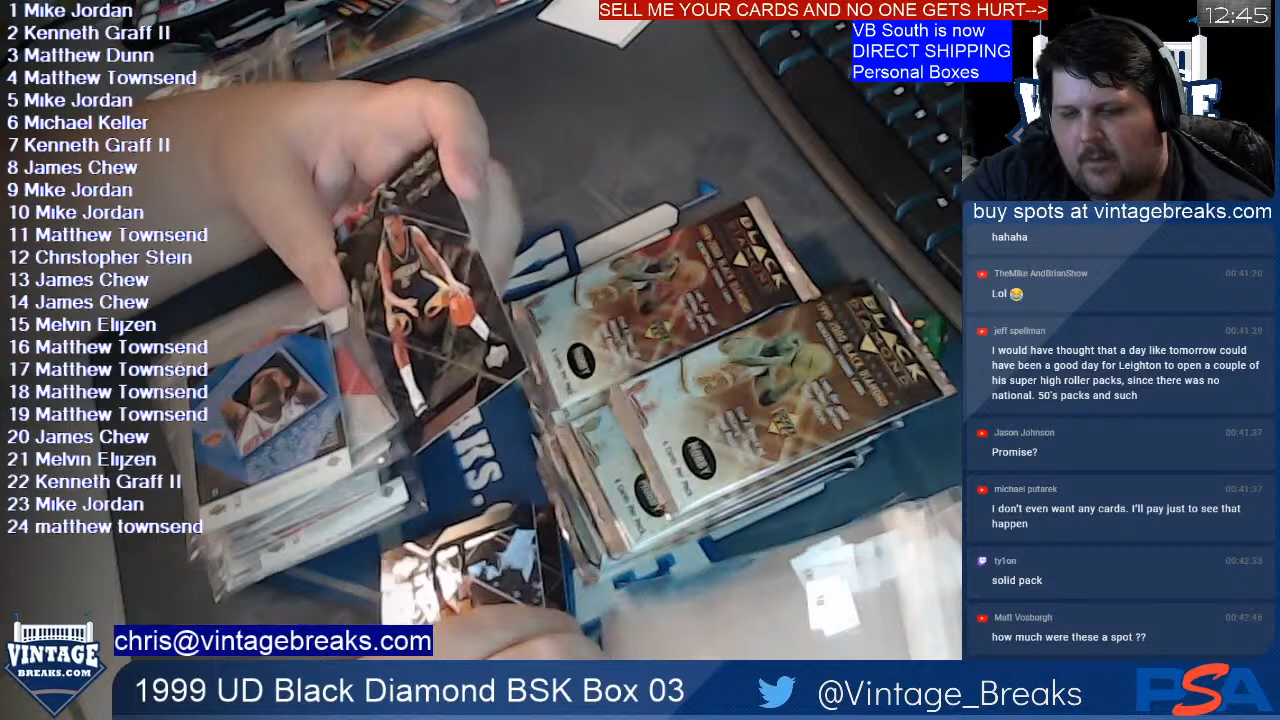 1 Mike Jordan
2 Kenneth Graff II
3 Matthew Dunn
4 Matthew Townsend
5 Mike Jordan
6 Michael Keller
7 Kenneth Graff II
8 James Chew
9 Mike Jordan
10 Mike Jordan
11 Matthew Townsend
12 Christopher Stein
13 James Chew
14 James Chew
15 Melvin Elijzen
16 Matthew Townsend
17 Matthew Townsend
18 Matthew Townsend
19 Matthew Townsend
20 James Chew
21 Melvin Elijzen
22 Kenneth Graff II
23 Mike Jordan
24 matthew townsend
SELL ME YOUR CARDS AND NO ONE GETS HURT-->
VB South is now
DIRECT SHIPPING
Personal Boxes
12:45
BLACK
BLACK
HOBBY
HOBBY
6 Cards Per Pack
AKS.
buy spots at vintagebreaks.com
hahaha
TheMike AndBrianShow 00:41:20
Lol 😂
jeff spellman 00:41:29
I would have thought that a day like tomorrow could
have been a good day for Leighton to open a couple of
his super high roller packs, since there was no
national. 50's packs and such
Jason Johnson 00:41:37
Promise?
michael putarek 00:41:37
I don't even want any cards. I'll pay just to see that
happen
ty1on 00:42:33
solid pack
Matt Vosburgh 00:42:46
how much were these a spot ??
VINTAGE
BREAKS.COM
chris@vintagebreaks.com
1999 UD Black Diamond BSK Box 03
@Vintage_Breaks
PSA